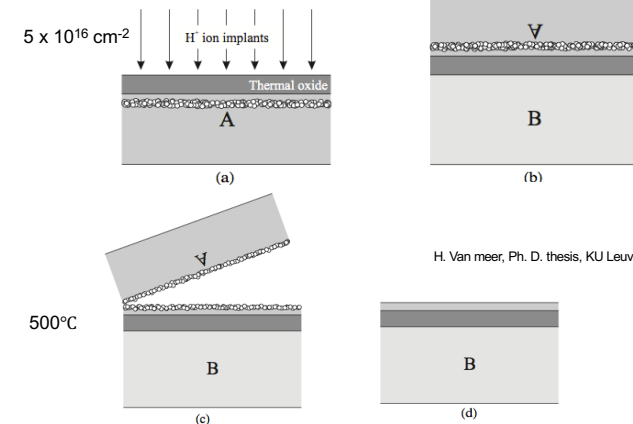 5 x 10¹⁶ cm⁻²
H⁺ ion implants
Thermal oxide
A
(a)
A
B
(b)
A
B
(c)
500℃
H. Van meer, Ph. D. thesis, KU Leuv
B
(d)